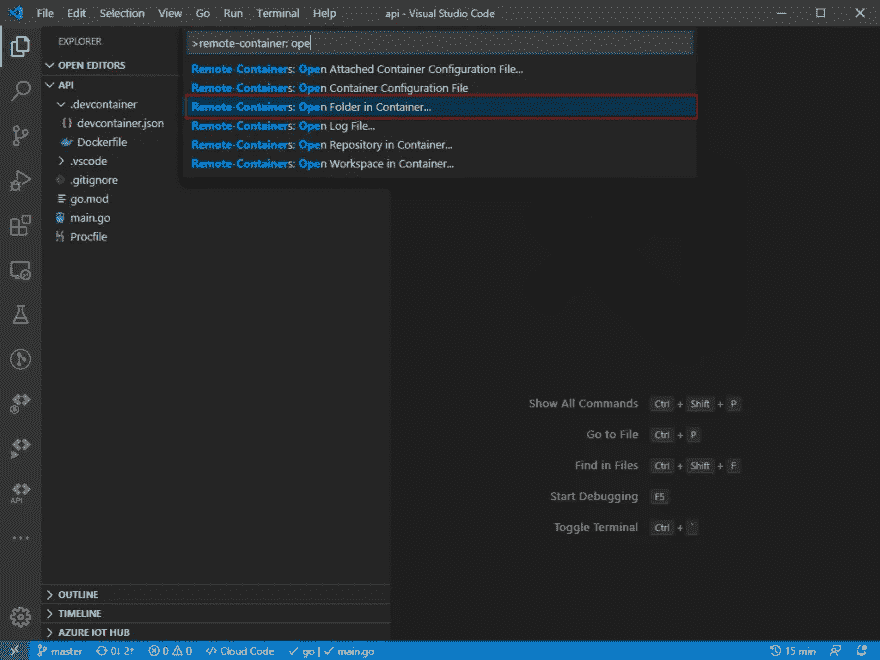 File Edit Selection View Go Run Terminal Help api - Visual Studio Code
EXPLORER
>remote-container: ope
OPEN EDITORS
API
.devcontainer
devcontainer.json
Dockerfile
.vscode
.gitignore
go.mod
main.go
Procfile
Remote-Containers: Open Attached Container Configuration File...
Remote-Containers: Open Container Configuration File
Remote-Containers: Open Folder in Container...
Remote-Containers: Open Log File...
Remote-Containers: Open Repository in Container...
Remote-Containers: Open Workspace in Container...
Show All Commands Ctrl + Shift + P
Go to File Ctrl + P
Find in Files Ctrl + Shift + F
Start Debugging F5
Toggle Terminal Ctrl + `
API
OUTLINE
TIMELINE
AZURE IOT HUB
master 0↓ 2↑ 0 0 Cloud Code go | main.go 15 min